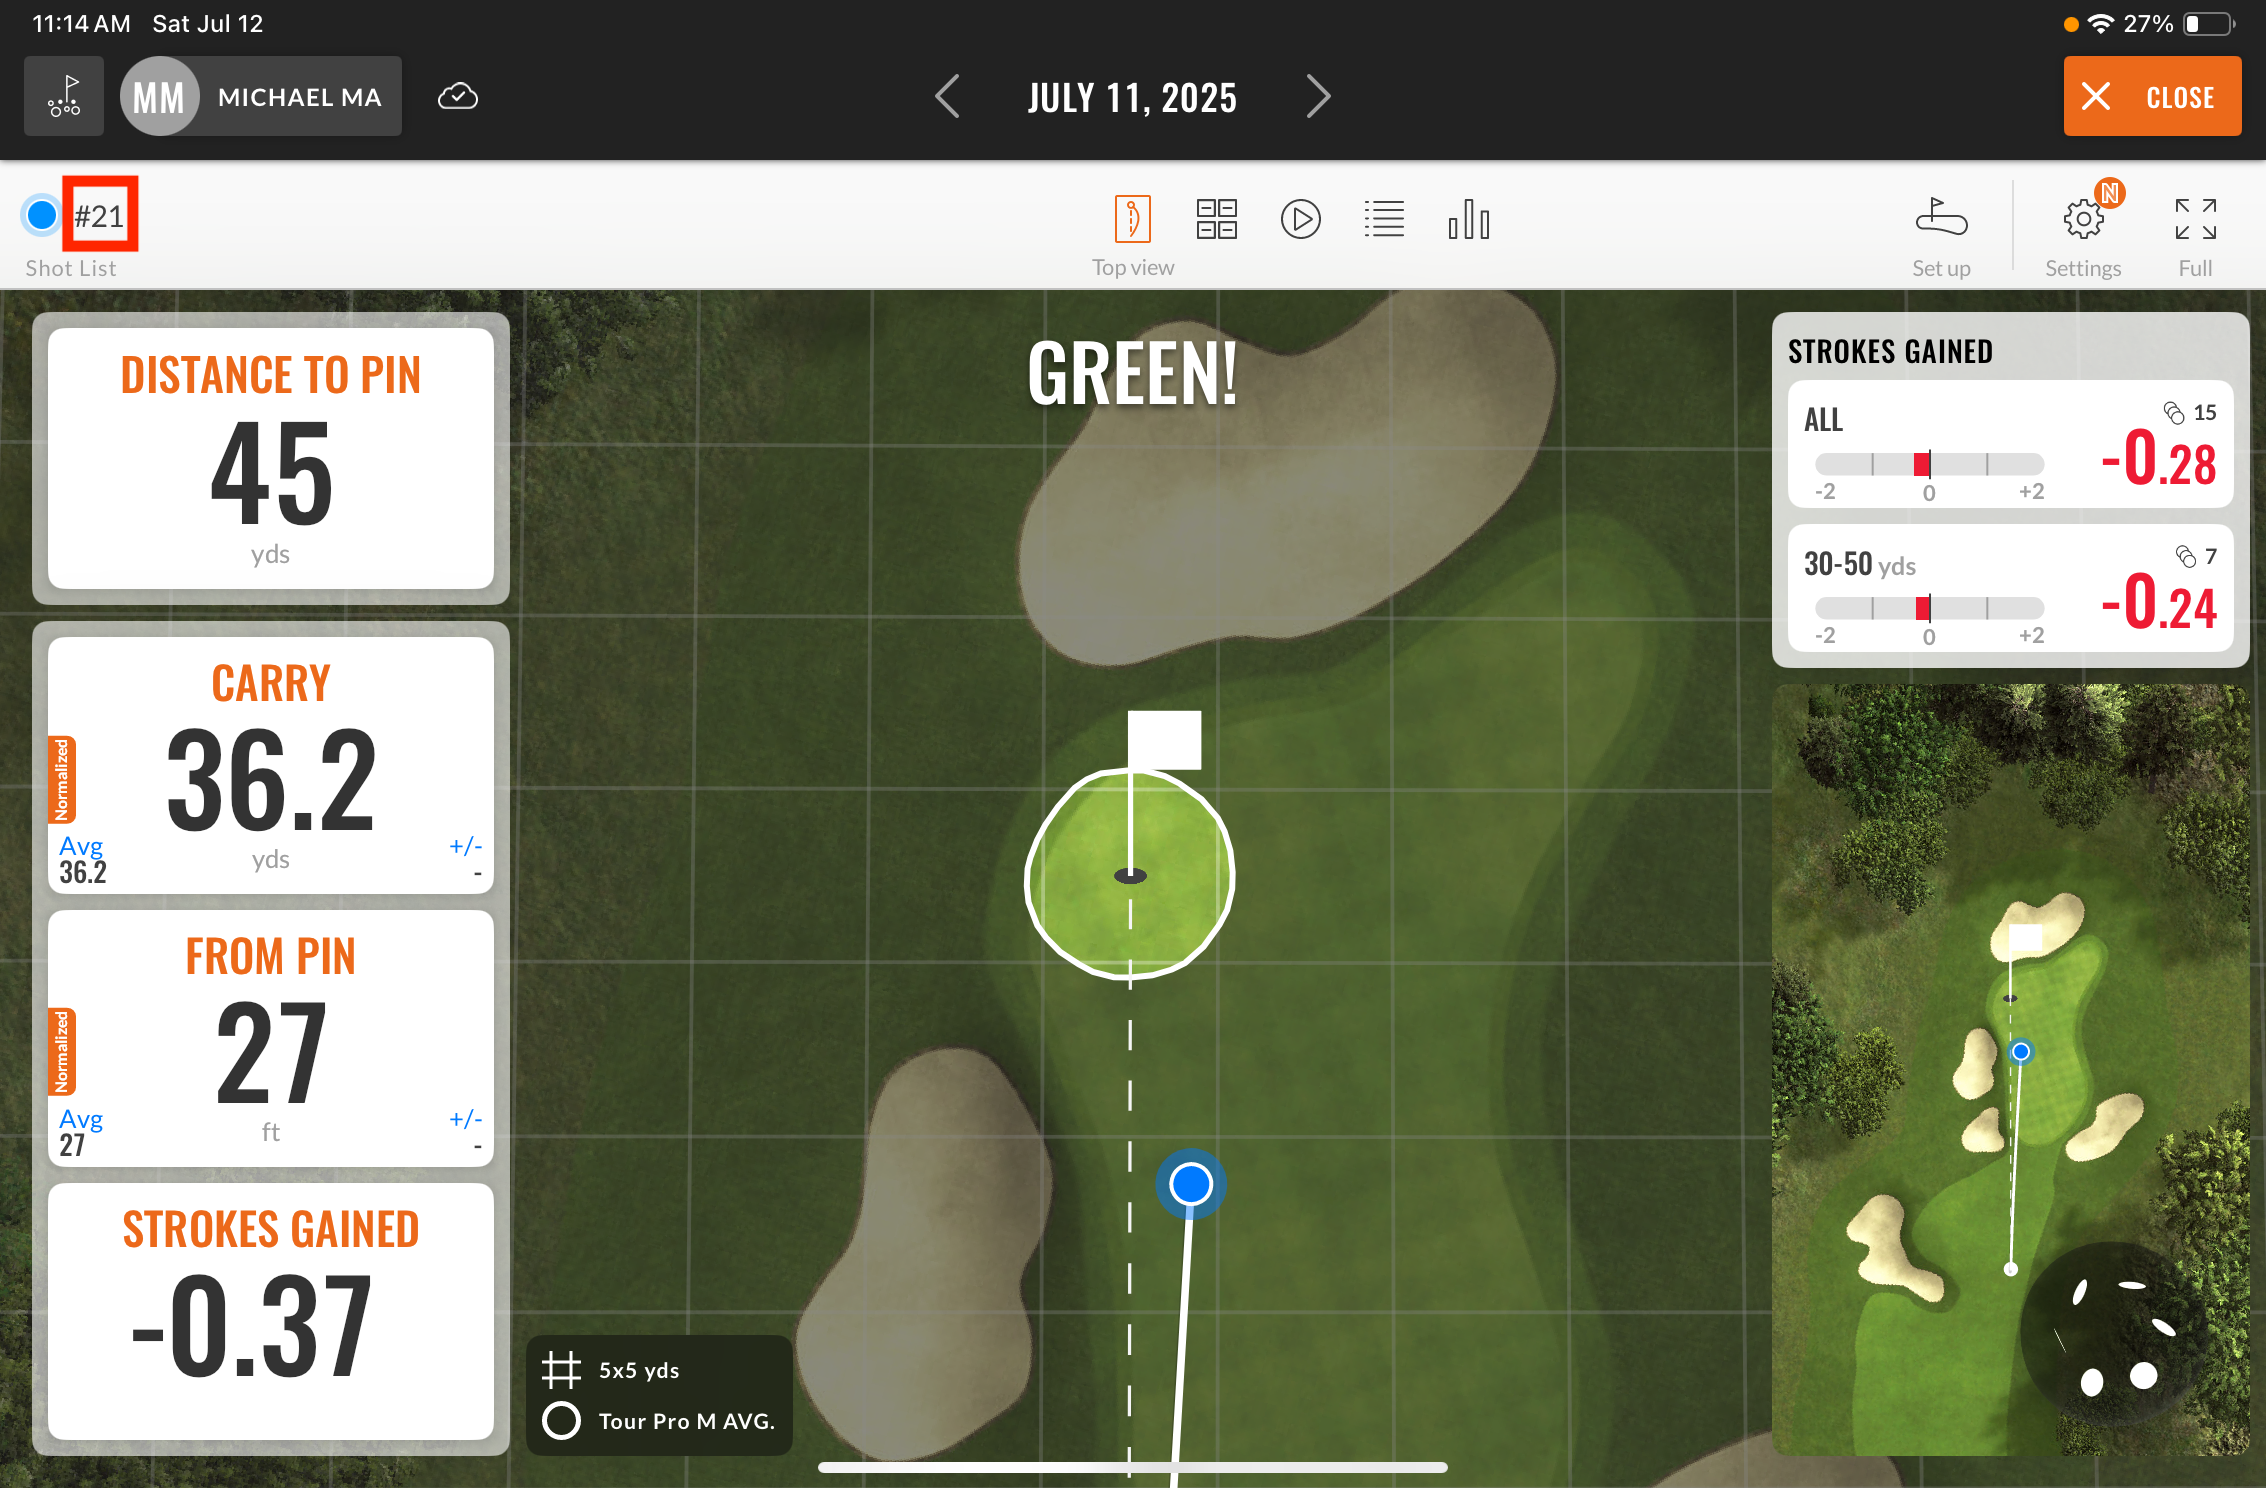 11:14 AM Sat Jul 12
27%
MM MICHAEL MA
JULY 11, 2025
CLOSE
#21
Shot List
Top view
Set up
N
Settings
Full
GREEN!
DISTANCE TO PIN
45
yds
CARRY
36.2
yds
Normalized
Avg
36.2
+/-
-
FROM PIN
27
ft
Normalized
Avg
27
+/-
-
STROKES GAINED
-0.37
5x5 yds
Tour Pro M AVG.
STROKES GAINED
ALL
15
-0.28
-2 0 +2
30-50 yds
7
-0.24
-2 0 +2